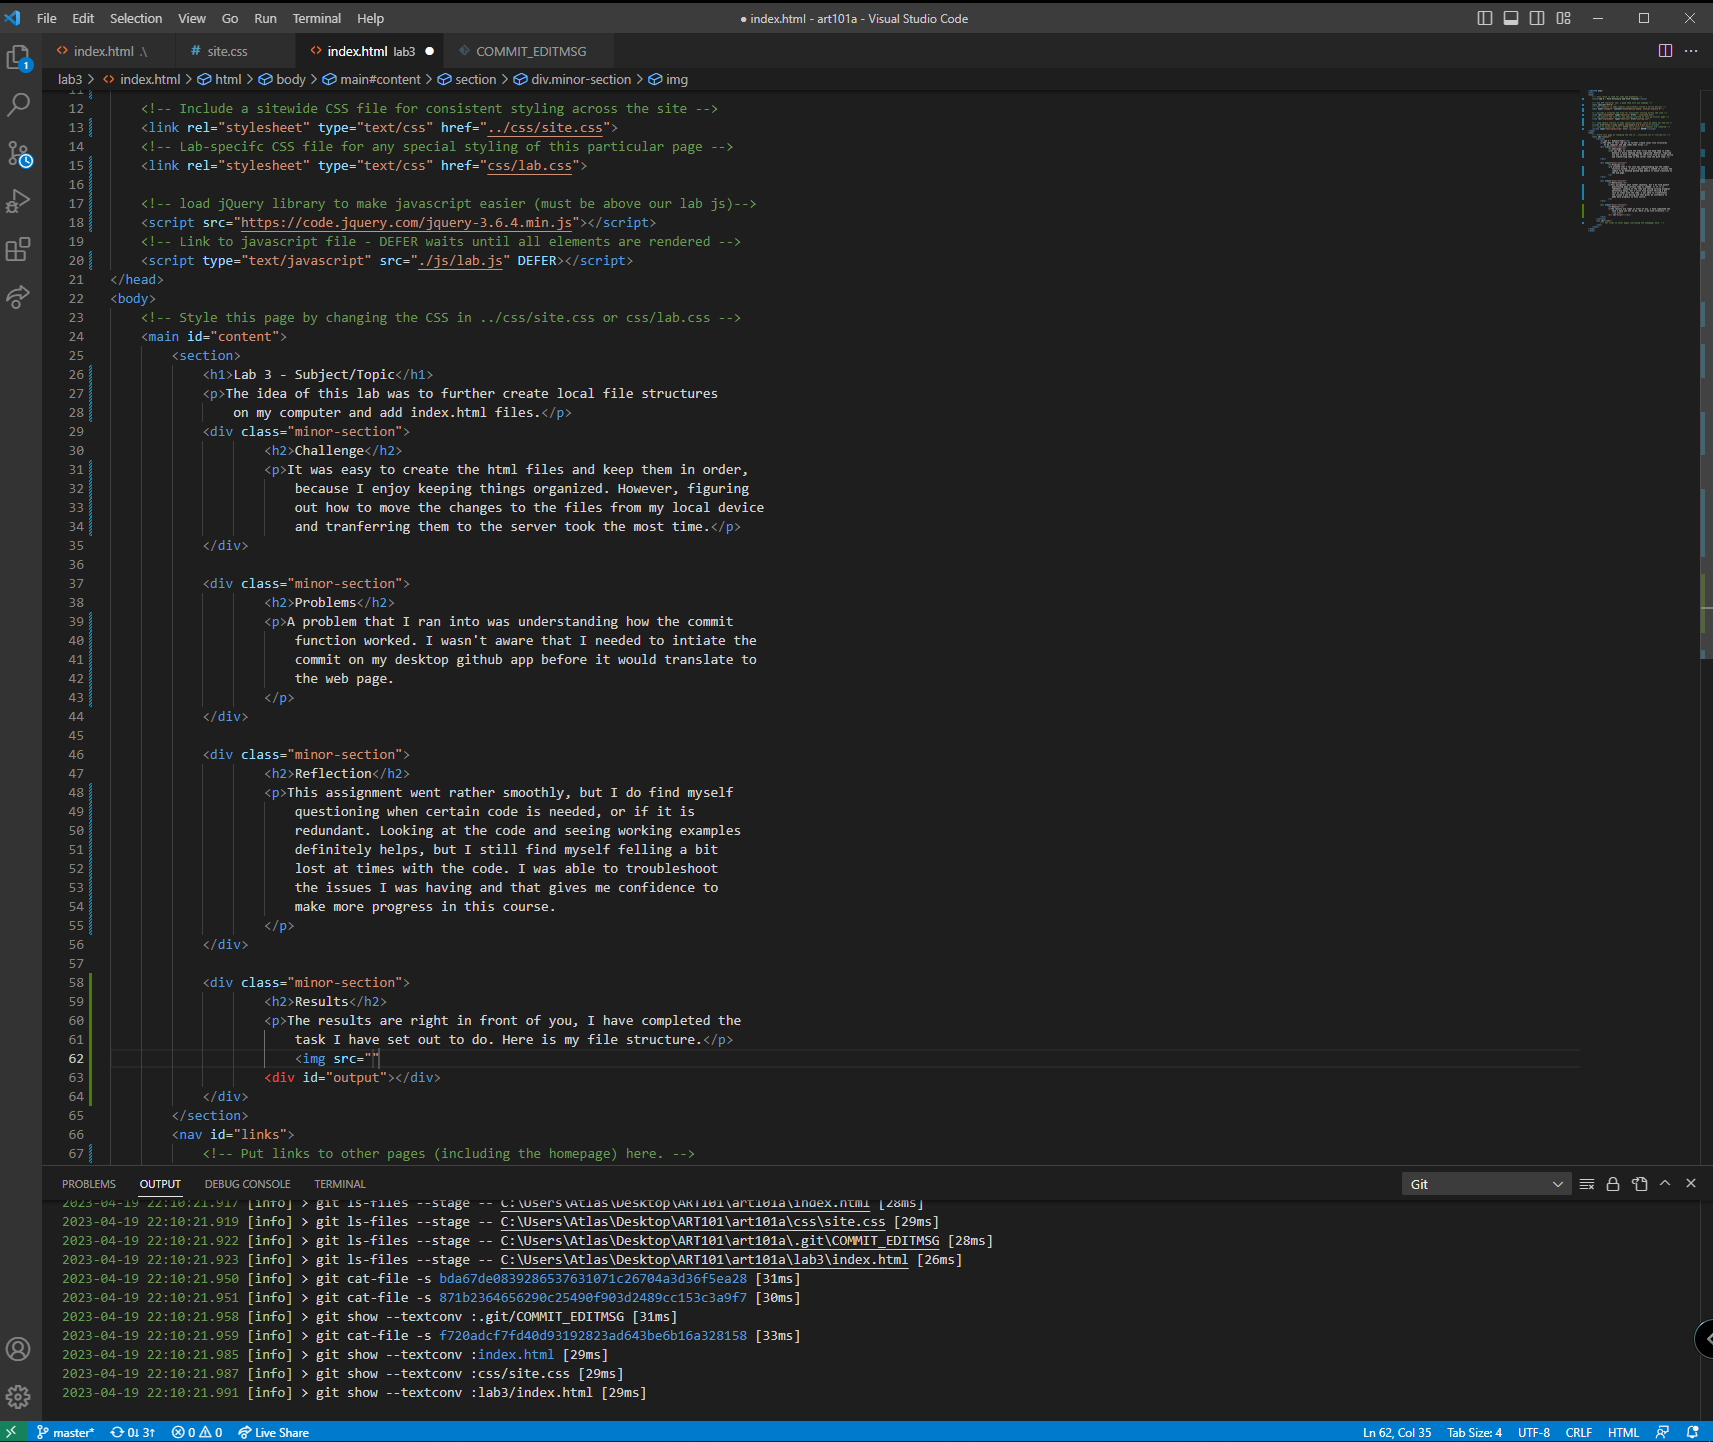 File Edit Selection View Go Run Terminal Help ● index.html - art101a - Visual Studio Code
index.html .\ # site.css index.html lab3 ● COMMIT_EDITMSG
lab3 > index.html > html > body > main#content > section > div.minor-section > img
11
12 <!-- Include a sitewide CSS file for consistent styling across the site -->
13 <link rel="stylesheet" type="text/css" href="../css/site.css">
14 <!-- Lab-specifc CSS file for any special styling of this particular page -->
15 <link rel="stylesheet" type="text/css" href="css/lab.css">
16
17 <!-- load jQuery library to make javascript easier (must be above our lab js)-->
18 <script src="https://code.jquery.com/jquery-3.6.4.min.js"></script>
19 <!-- Link to javascript file - DEFER waits until all elements are rendered -->
20 <script type="text/javascript" src="./js/lab.js" DEFER></script>
21 </head>
22 <body>
23 <!-- Style this page by changing the CSS in ../css/site.css or css/lab.css -->
24 <main id="content">
25 <section>
26 <h1>Lab 3 - Subject/Topic</h1>
27 <p>The idea of this lab was to further create local file structures
28 on my computer and add index.html files.</p>
29 <div class="minor-section">
30 <h2>Challenge</h2>
31 <p>It was easy to create the html files and keep them in order,
32 because I enjoy keeping things organized. However, figuring
33 out how to move the changes to the files from my local device
34 and tranferring them to the server took the most time.</p>
35 </div>
36
37 <div class="minor-section">
38 <h2>Problems</h2>
39 <p>A problem that I ran into was understanding how the commit
40 function worked. I wasn't aware that I needed to intiate the
41 commit on my desktop github app before it would translate to
42 the web page.
43 </p>
44 </div>
45
46 <div class="minor-section">
47 <h2>Reflection</h2>
48 <p>This assignment went rather smoothly, but I do find myself
49 questioning when certain code is needed, or if it is
50 redundant. Looking at the code and seeing working examples
51 definitely helps, but I still find myself felling a bit
52 lost at times with the code. I was able to troubleshoot
53 the issues I was having and that gives me confidence to
54 make more progress in this course.
55 </p>
56 </div>
57
58 <div class="minor-section">
59 <h2>Results</h2>
60 <p>The results are right in front of you, I have completed the
61 task I have set out to do. Here is my file structure.</p>
62 <img src=""
63 <div id="output"></div>
64 </div>
65 </section>
66 <nav id="links">
67 <!-- Put links to other pages (including the homepage) here. -->
PROBLEMS OUTPUT DEBUG CONSOLE TERMINAL Git
2023-04-19 22:10:21.917 [info] > git ls-files --stage -- C:\Users\Atlas\Desktop\ART101\art101a\index.html [28ms]
2023-04-19 22:10:21.919 [info] > git ls-files --stage -- C:\Users\Atlas\Desktop\ART101\art101a\css\site.css [29ms]
2023-04-19 22:10:21.922 [info] > git ls-files --stage -- C:\Users\Atlas\Desktop\ART101\art101a\.git\COMMIT_EDITMSG [28ms]
2023-04-19 22:10:21.923 [info] > git ls-files --stage -- C:\Users\Atlas\Desktop\ART101\art101a\lab3\index.html [26ms]
2023-04-19 22:10:21.950 [info] > git cat-file -s bda67de0839286537631071c26704a3d36f5ea28 [31ms]
2023-04-19 22:10:21.951 [info] > git cat-file -s 871b2364656290c25490f903d2489cc153c3a9f7 [30ms]
2023-04-19 22:10:21.958 [info] > git show --textconv :.git/COMMIT_EDITMSG [31ms]
2023-04-19 22:10:21.959 [info] > git cat-file -s f720adcf7fd40d93192823ad643be6b16a328158 [33ms]
2023-04-19 22:10:21.985 [info] > git show --textconv :index.html [29ms]
2023-04-19 22:10:21.987 [info] > git show --textconv :css/site.css [29ms]
2023-04-19 22:10:21.991 [info] > git show --textconv :lab3/index.html [29ms]
master* 0↓ 3↑ 0 0 Live Share Ln 62, Col 35 Tab Size: 4 UTF-8 CRLF HTML